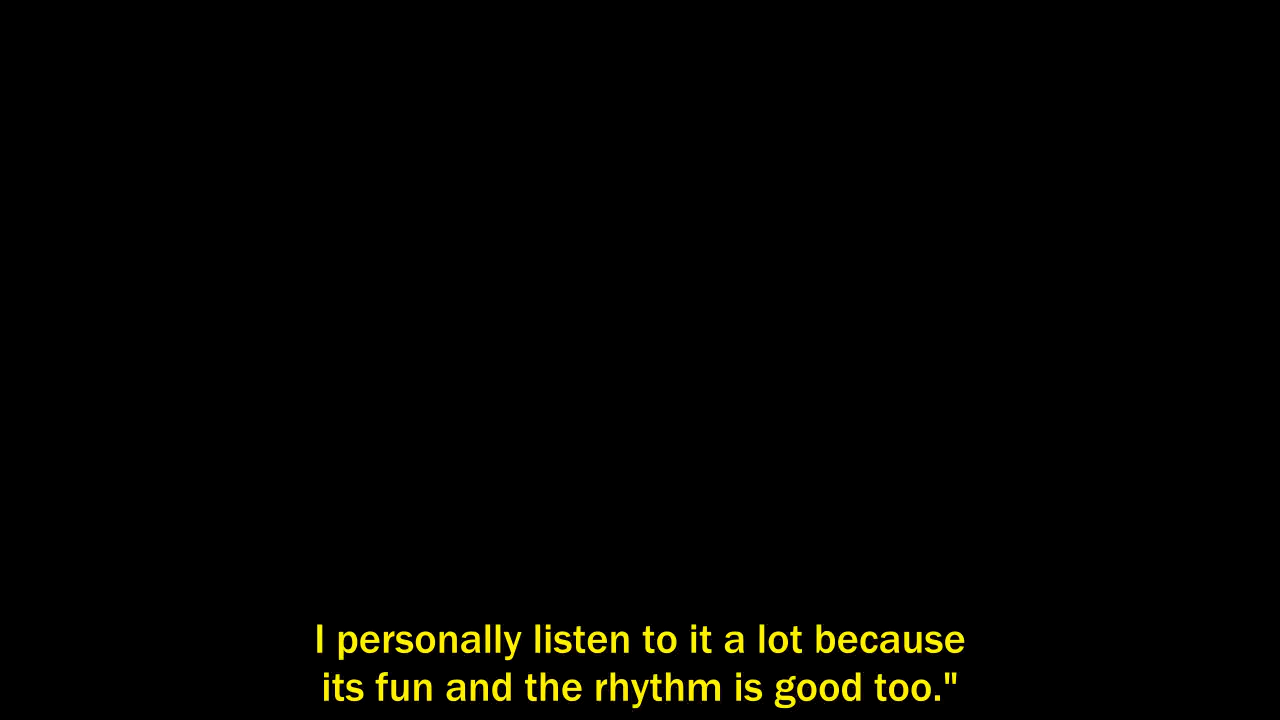 I personally listen to it a lot because
its fun and the rhythm is good too."